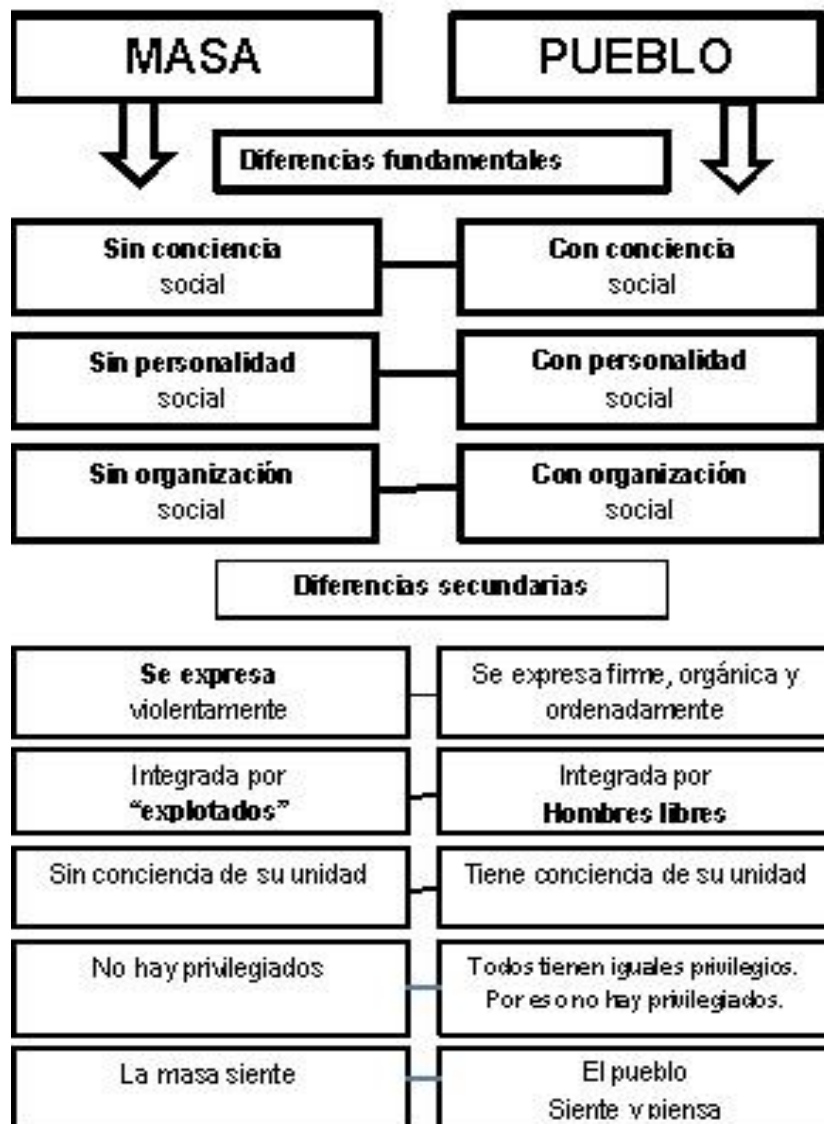 MASA
PUEBLO
Diferencias fundamentales
Sin conciencia
social
Con conciencia
social
Sin personalidad
social
Con personalidad
social
Sin organización
social
Con organización
social
Diferencias secundarias
Se expresa
violentamente
Se expresa firme, orgánica y
ordenadamente
Integrada por
“explotados”
Integrada por
Hombres libres
Sin conciencia de su unidad
Tiene conciencia de su unidad
No hay privilegiados
Todos tienen iguales privilegios.
Por eso no hay privilegiados.
La masa siente
El pueblo
Siente y piensa